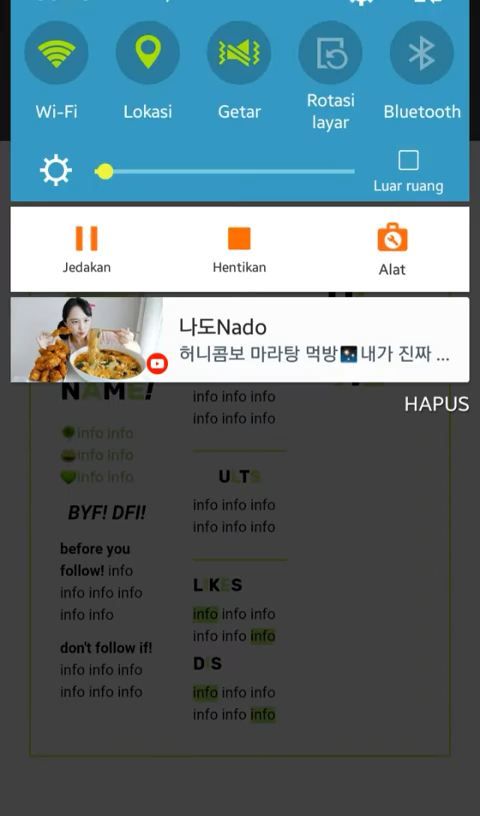 Wi-Fi
Lokasi
Getar
Rotasi
layar
Bluetooth
Luar ruang
Jedakan
Hentikan
Alat
나도Nado
허니콤보 마라탕 먹방🌠내가 진짜 ...
HAPUS
NAME!
info info
info info
info info
BYF! DFI!
before you
follow! info
info info info
info info
don't follow if!
info info info
info info info
info info info
info info info
ULTS
info info info
info info info
LIKES
info info info
info info info
DIS
info info info
info info info